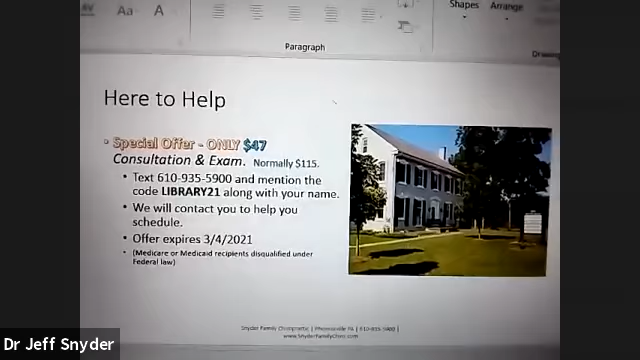 Aa
A
Shapes
Arrange
Paragraph
Here to Help
Special Offer - ONLY $47
Consultation & Exam. Normally $115.
Text 610-935-5900 and mention the
code LIBRARY21 along with your name.
We will contact you to help you
schedule.
Offer expires 3/4/2021
(Medicare or Medicaid recipients disqualified under
Federal law)
Snyder Family Chiropractic | Phoenixville PA | 610-935-5900 |
www.SnyderFamilyChiro.com
Dr Jeff Snyder